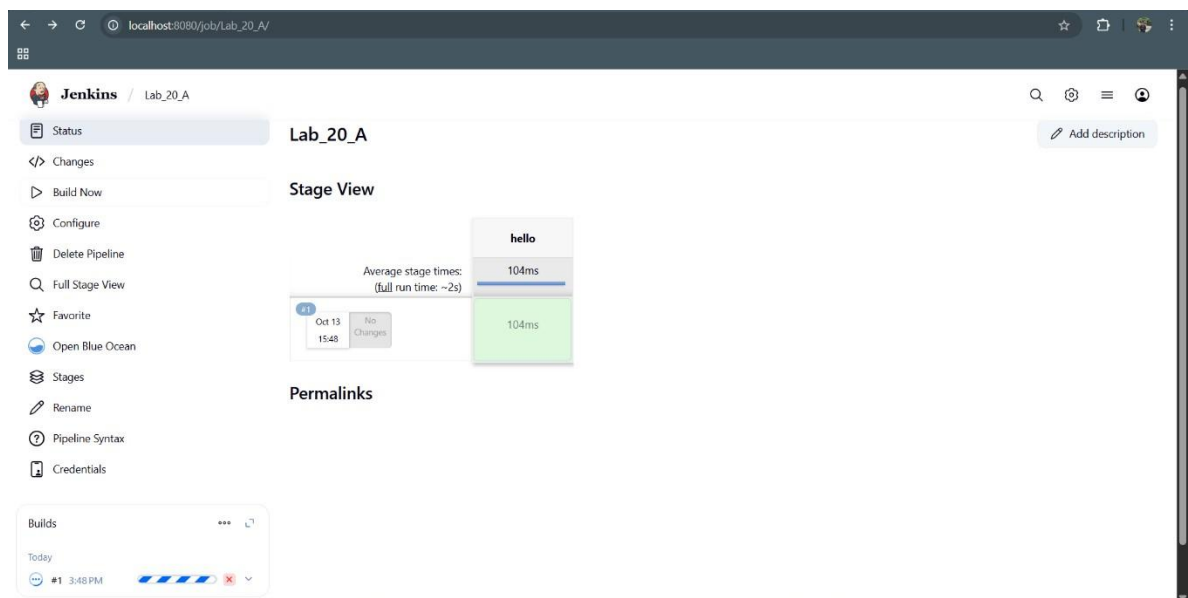 localhost:8080/job/Lab_20_A/
Jenkins / Lab_20_A
Status
Changes
Build Now
Configure
Delete Pipeline
Full Stage View
Favorite
Open Blue Ocean
Stages
Rename
Pipeline Syntax
Credentials
Builds
Today
#1 3:48 PM
Lab_20_A
Add description
Stage View
hello
Average stage times: 104ms
(full run time: ~2s)
#1
Oct 13 No
15:48 Changes
104ms
Permalinks